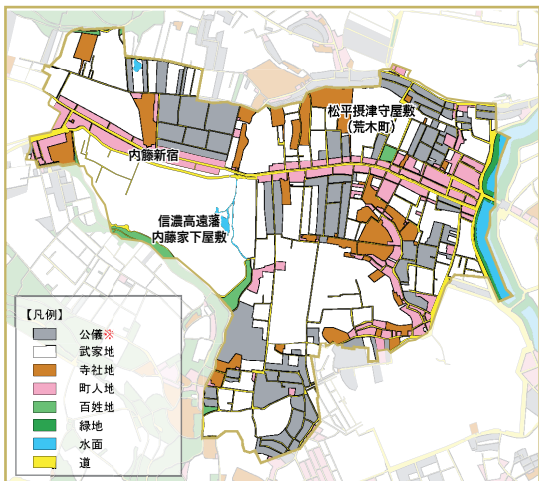 松平摂津守屋敷
(荒木町)
内藤新宿
信濃高遠藩
内藤家下屋敷
【凡例】
公儀※
武家地
寺社地
町人地
百姓地
緑地
水面
道